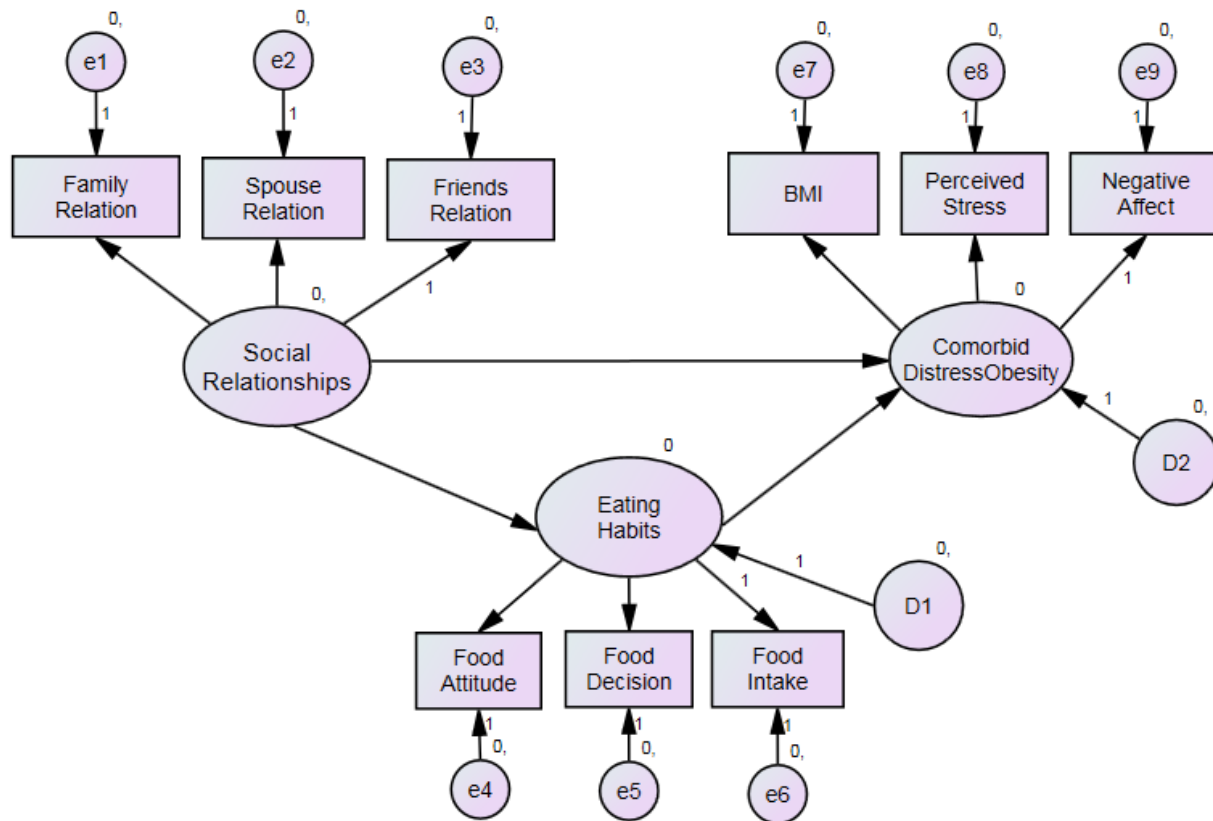 0,
0,
0,
0,
0,
0,
e1
e2
e3
e7
e8
e9
1
1
1
1
1
1
Family
Relation
Spouse
Relation
Friends
Relation
BMI
Perceived
Stress
Negative
Affect
1
1
0,
0
Social
Relationships
Comorbid
DistressObesity
1
0,
D2
0
Eating
Habits
1
1
0,
D1
Food
Attitude
Food
Decision
Food
Intake
1
1
1
0,
0,
0,
e4
e5
e6